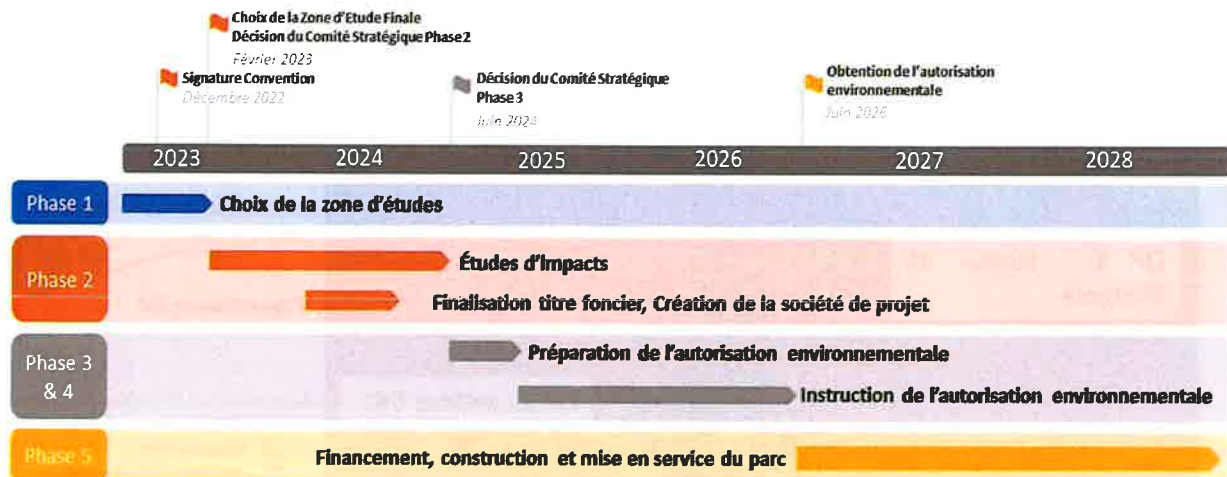 Choix de la Zone d'Etude Finale
Décision du Comité Stratégique Phase 2
Février 2023
Signature Convention
Décembre 2022
Décision du Comité Stratégique
Phase 3
Juin 2024
Obtention de l'autorisation
environnementale
Juin 2026
2023 2024 2025 2026 2027 2028
Phase 1
Choix de la zone d'études
Phase 2
Études d'Impacts
Finalisation titre foncier, Création de la société de projet
Phase 3
& 4
Préparation de l'autorisation environnementale
Instruction de l'autorisation environnementale
Phase 5
Financement, construction et mise en service du parc